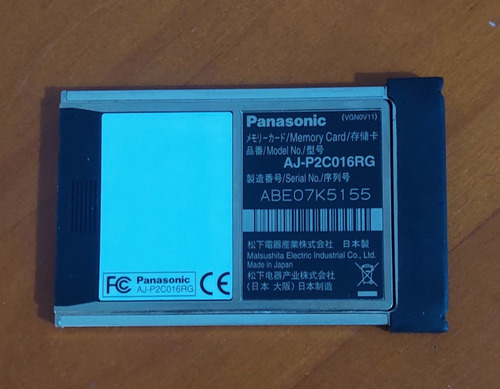 Panasonic (VGN0V11)
メモリーカード/Memory Card/存储卡
品番/Model No./型号
AJ-P2C016RG
製造番号/Serial No./序列号
ABE07K5155
松下電器産業株式会社 日本製
Matsushita Electric Industrial Co., Ltd.
Made in Japan
松下电器产业株式会社
(日本 大阪) 日本制造
FC Panasonic CE
AJ-P2C016RG